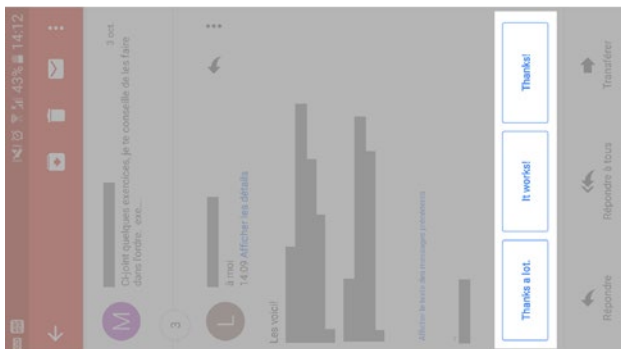 43% 14:12
M
3 oct.
Ci-joint quelques exercices, je te conseille de les faire
dans l'ordre. exe...
3
L
à moi
14:09 Afficher les détails
Les voici!
Afficher le texte des messages précédents
Thanks a lot.
It works!
Thanks!
Répondre
Répondre à tous
Transférer